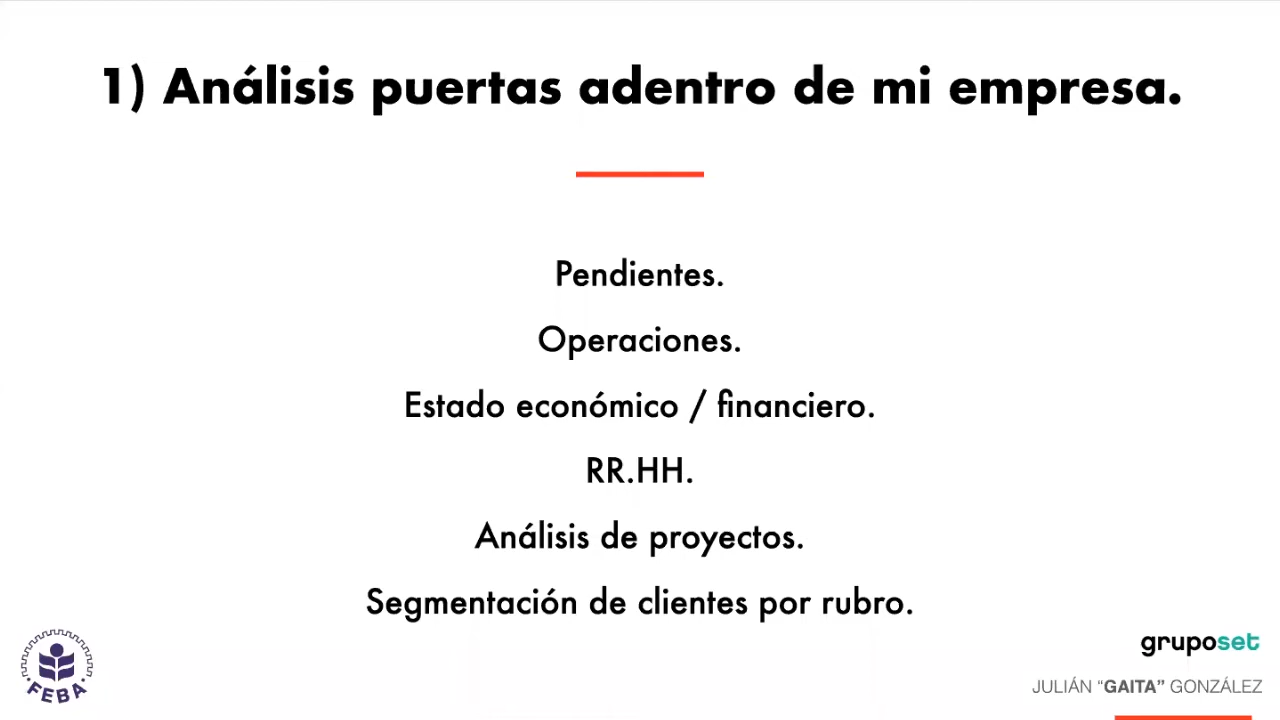 1) Análisis puertas adentro de mi empresa.
Pendientes.
Operaciones.
Estado económico / financiero.
RR.HH.
Análisis de proyectos.
Segmentación de clientes por rubro.
gruposet
FEBA
JULIÁN “GAITA” GONZÁLEZ